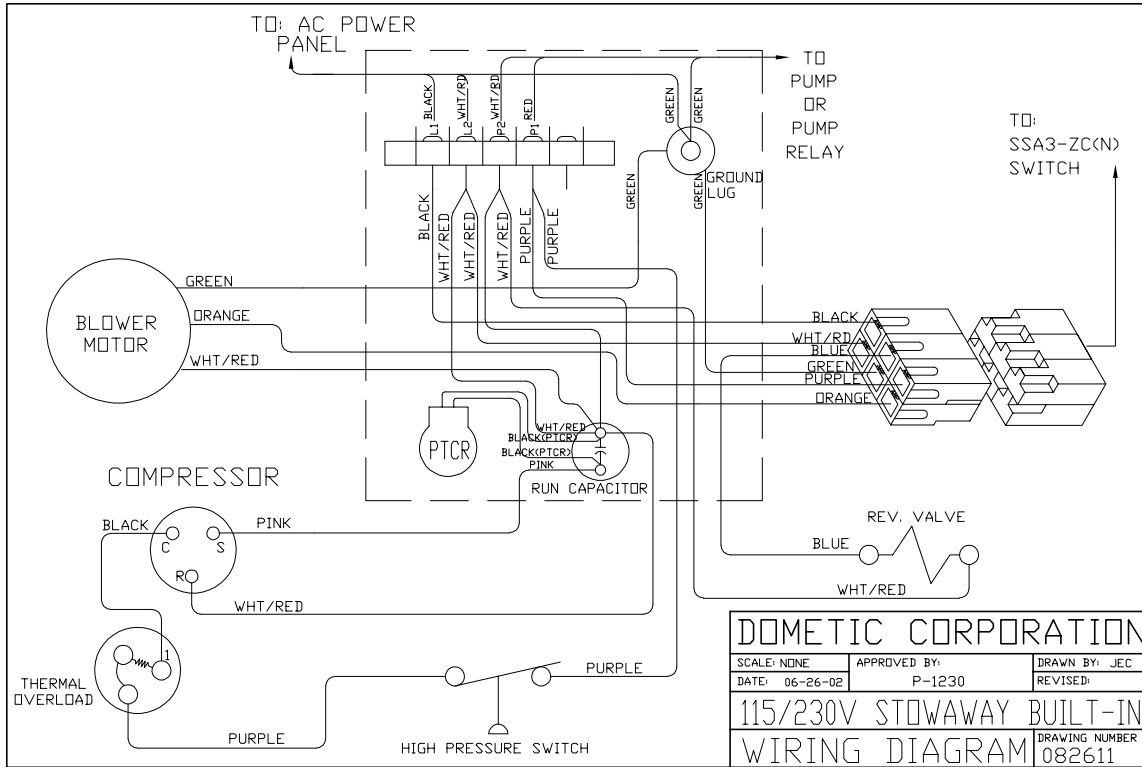 TO: AC POWER
PANEL
BLACK
L1
WHT/RD
L2
WHT/RD
P2
RED
P1
GREEN
GREEN
TO
PUMP
OR
PUMP
RELAY
TO:
SSA3-ZC(N)
SWITCH
GROUND
LUG
GREEN
GREEN
BLACK
WHT/RED
WHT/RED
WHT/RED
PURPLE
PURPLE
BLOWER
MOTOR
GREEN
ORANGE
WHT/RED
BLACK
WHT/RD
BLUE
GREEN
PURPLE
ORANGE
PTCR
WHT/RED
BLACK(PTCR)
BLACK(PTCR)
PINK
RUN CAPACITOR
COMPRESSOR
BLACK
C
S
R
PINK
WHT/RED
REV. VALVE
BLUE
WHT/RED
THERMAL
OVERLOAD
1
PURPLE
PURPLE
HIGH PRESSURE SWITCH
DOMETIC CORPORATION
SCALE: NONE
APPROVED BY:
DRAWN BY: JEC
DATE: 06-26-02
P-1230
REVISED:
115/230V STOWAWAY BUILT-IN
WIRING DIAGRAM
DRAWING NUMBER
082611